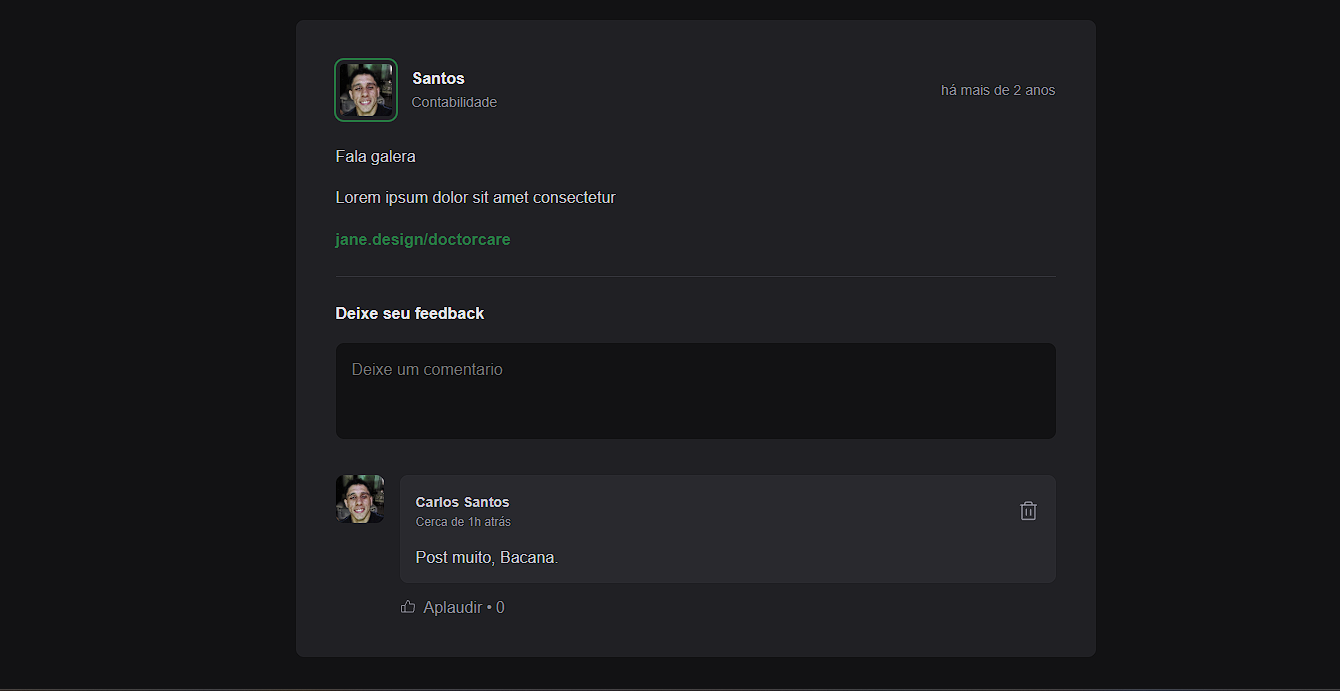 Santos
Contabilidade
há mais de 2 anos
Fala galera
Lorem ipsum dolor sit amet consectetur
jane.design/doctorcare
Deixe seu feedback
Deixe um comentario
Carlos Santos
Cerca de 1h atrás
Post muito, Bacana.
Aplaudir • 0